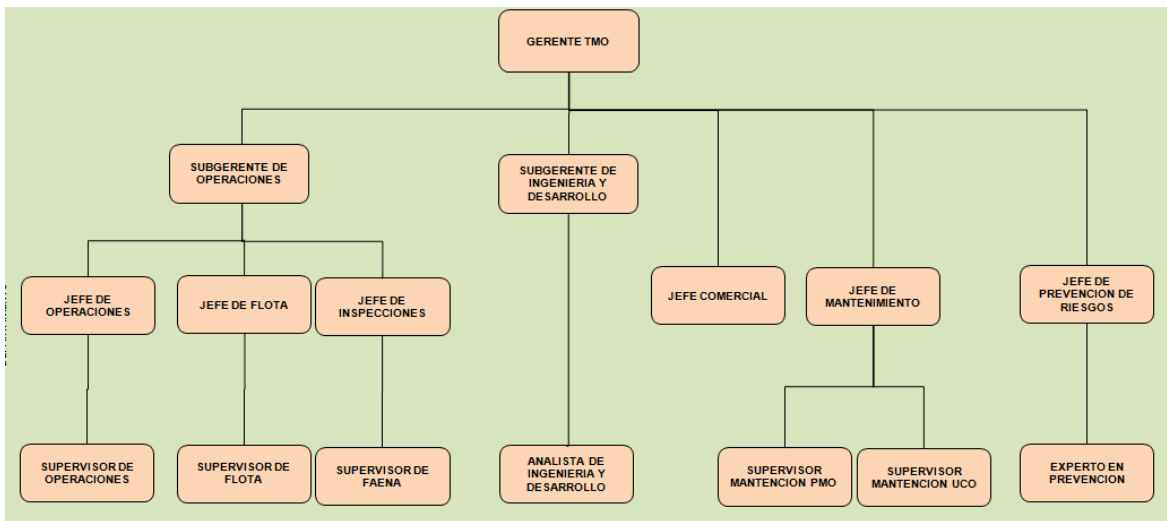 GERENTE TMO
SUBGERENTE DE
OPERACIONES
SUBGERENTE DE
INGENIERIA Y
DESARROLLO
JEFE DE
OPERACIONES
JEFE DE FLOTA
JEFE DE
INSPECCIONES
JEFE COMERCIAL
JEFE DE
MANTENIMIENTO
JEFE DE
PREVENCION DE
RIESGOS
SUPERVISOR DE
OPERACIONES
SUPERVISOR DE
FLOTA
SUPERVISOR DE
FAENA
ANALISTA DE
INGENIERIA Y
DESARROLLO
SUPERVISOR
MANTENCION PMO
SUPERVISOR
MANTENCION UCO
EXPERTO EN
PREVENCION